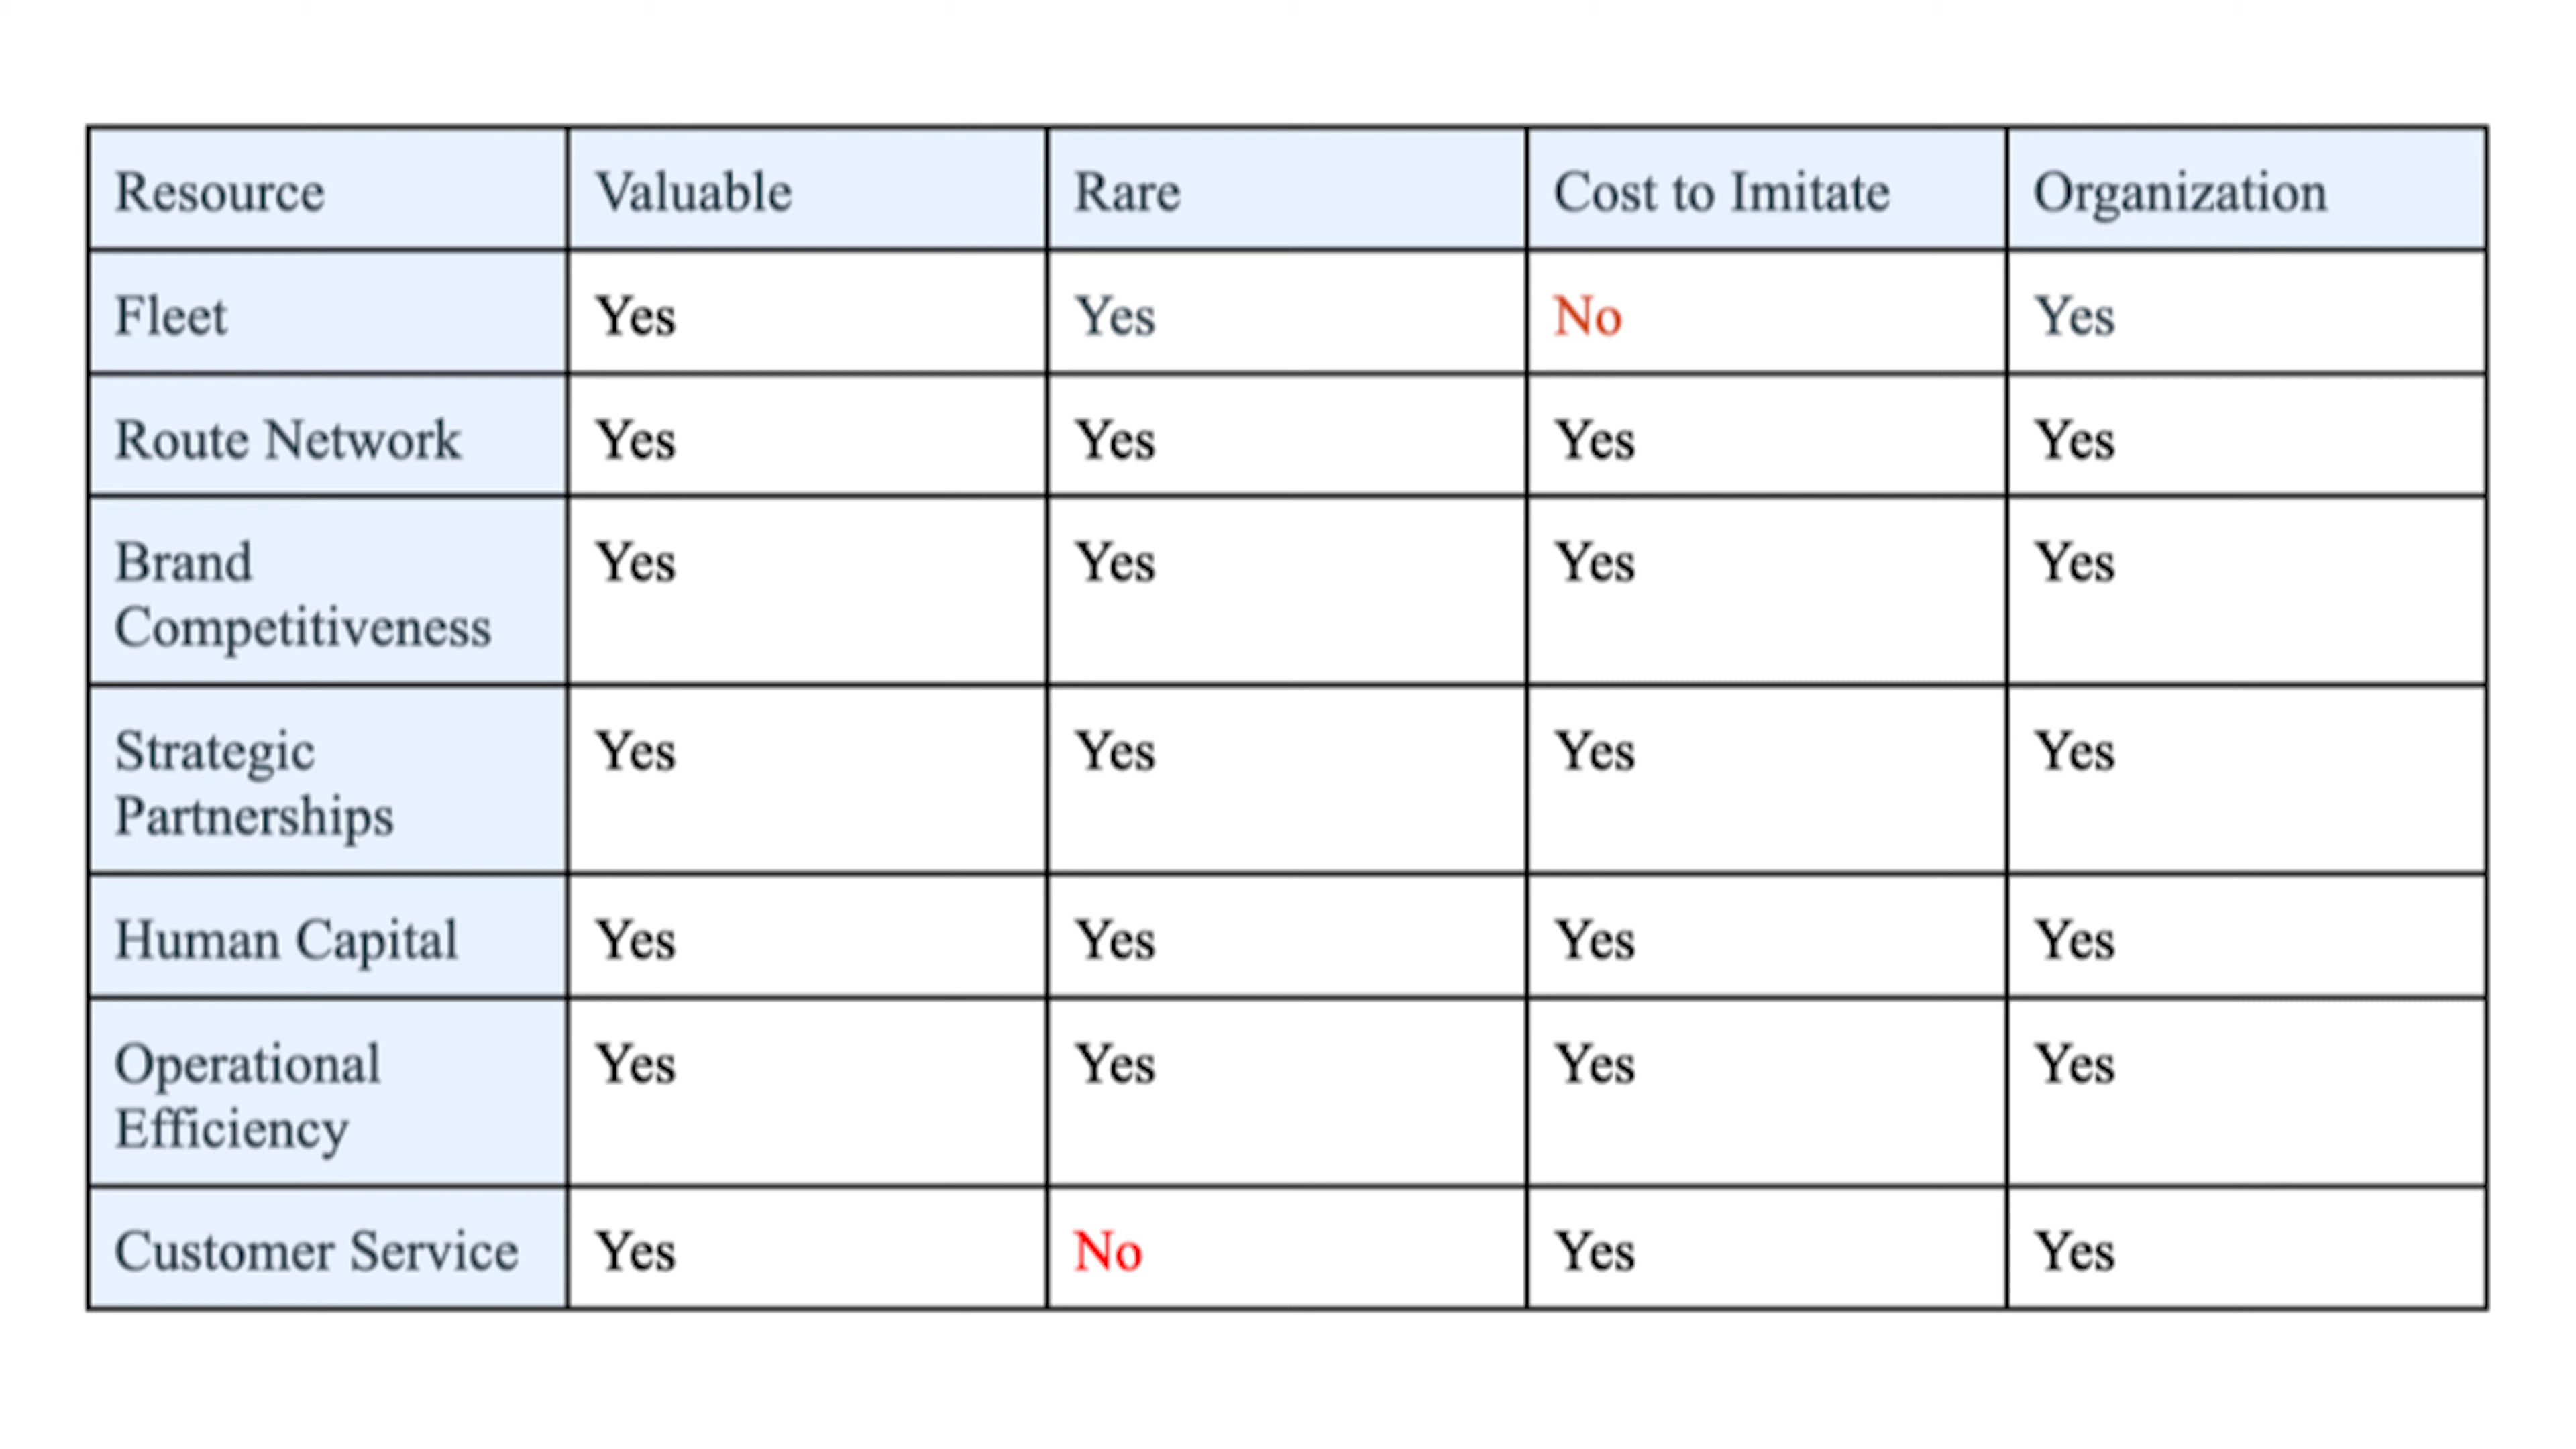 Resource Valuable Rare Cost to Imitate Organization
Fleet Yes Yes No Yes
Route Network Yes Yes Yes Yes
Brand Yes Yes Yes Yes
Competitiveness
Strategic Yes Yes Yes Yes
Partnerships
Human Capital Yes Yes Yes Yes
Operational Yes Yes Yes Yes
Efficiency
Customer Service Yes No Yes Yes